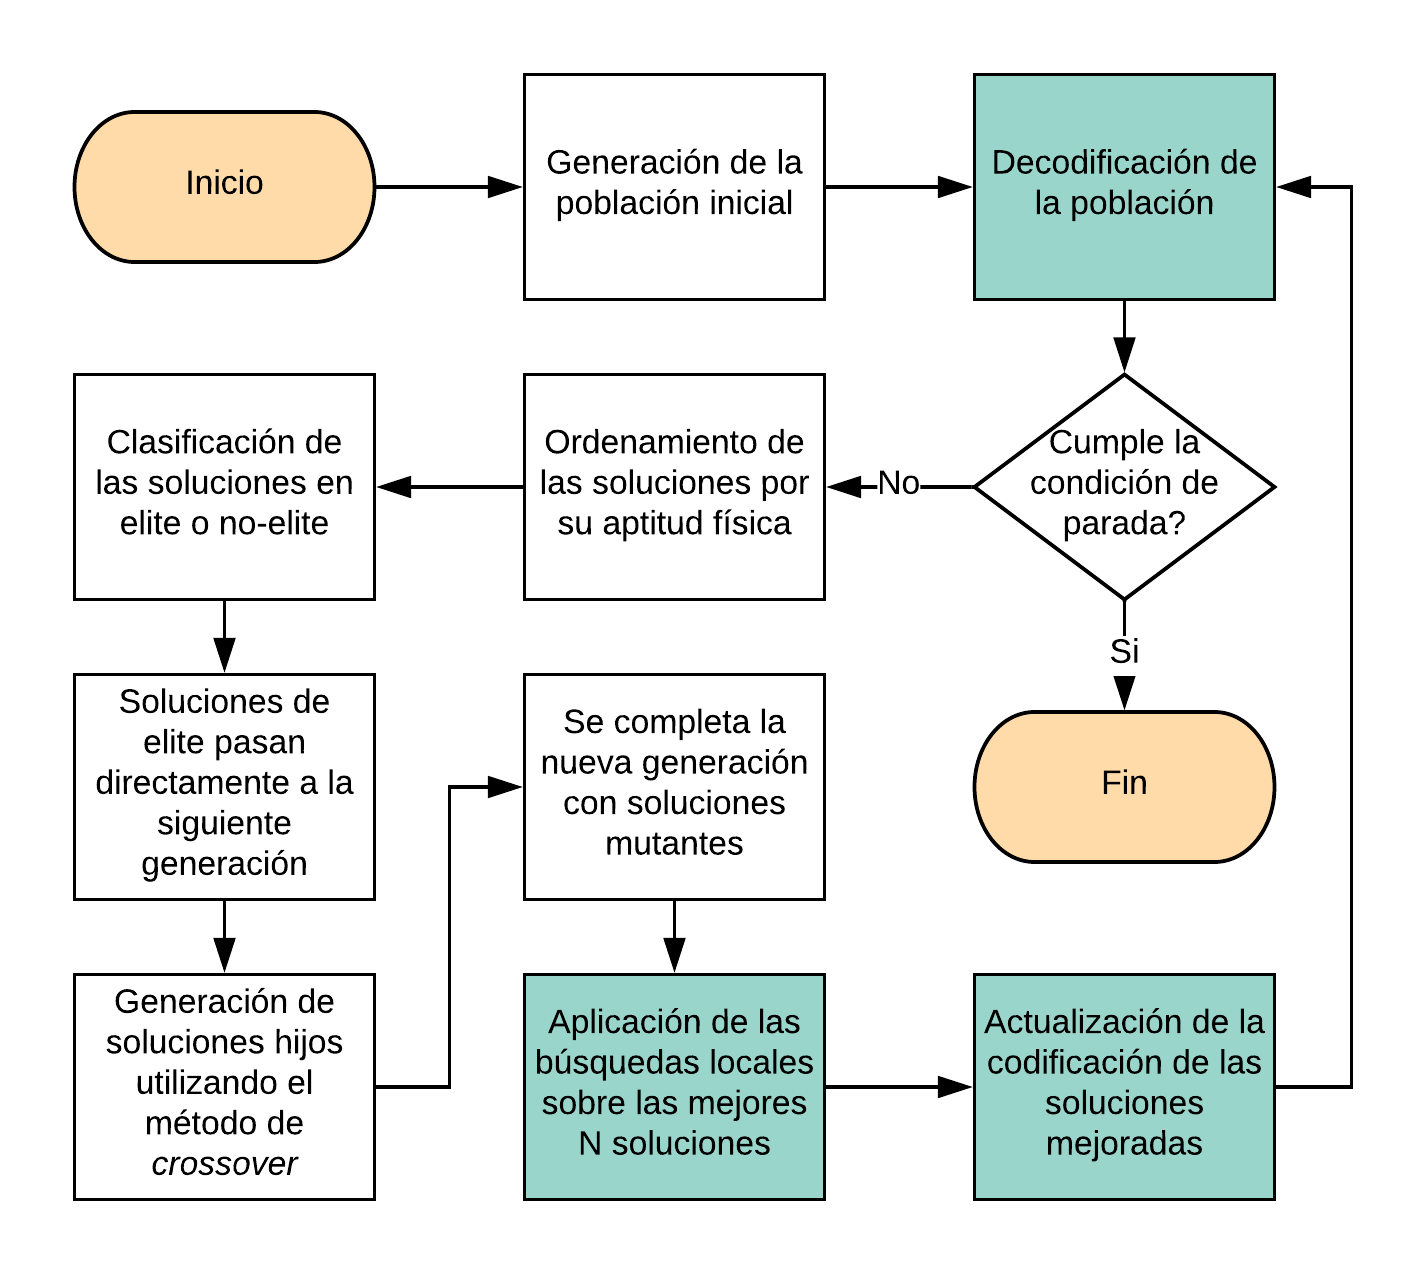 Inicio
Generación de la
población inicial
Decodificación de
la población
Clasificación de
las soluciones en
elite o no-elite
Ordenamiento de
las soluciones por
su aptitud física
No
Cumple la
condición de
parada?
Si
Soluciones de
elite pasan
directamente a la
siguiente
generación
Se completa la
nueva generación
con soluciones
mutantes
Fin
Generación de
soluciones hijos
utilizando el
método de
crossover
Aplicación de las
búsquedas locales
sobre las mejores
N soluciones
Actualización de la
codificación de las
soluciones
mejoradas